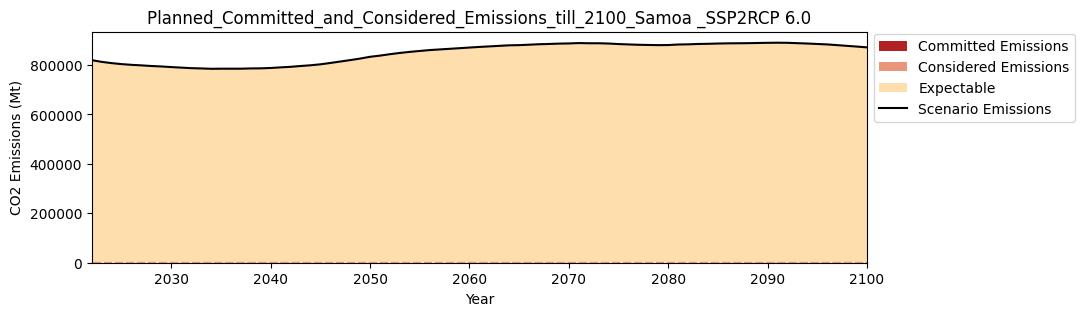 Planned_Committed_and_Considered_Emissions_till_2100_Samoa _SSP2RCP 6.0
CO2 Emissions (Mt)
800000
600000
400000
200000
0
2030 2040 2050 2060 2070 2080 2090 2100
Year
Committed Emissions
Considered Emissions
Expectable
Scenario Emissions